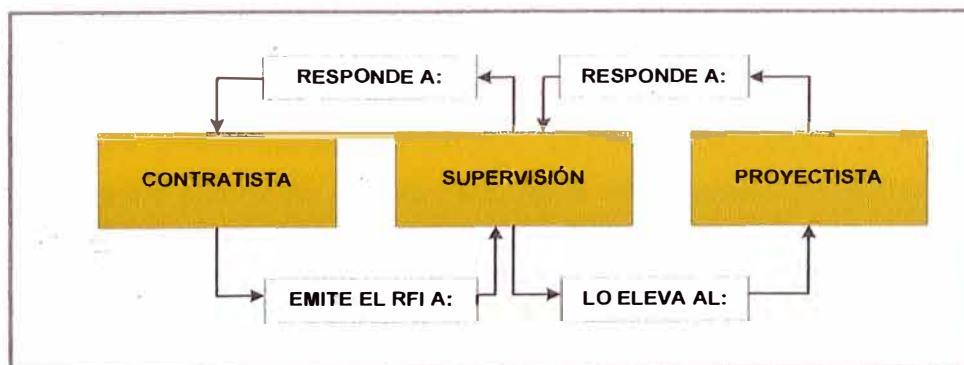 RESPONDE A:
RESPONDE A:
CONTRATISTA
SUPERVISIÓN
PROYECTISTA
EMITE EL RFI A:
LO ELEVA AL: